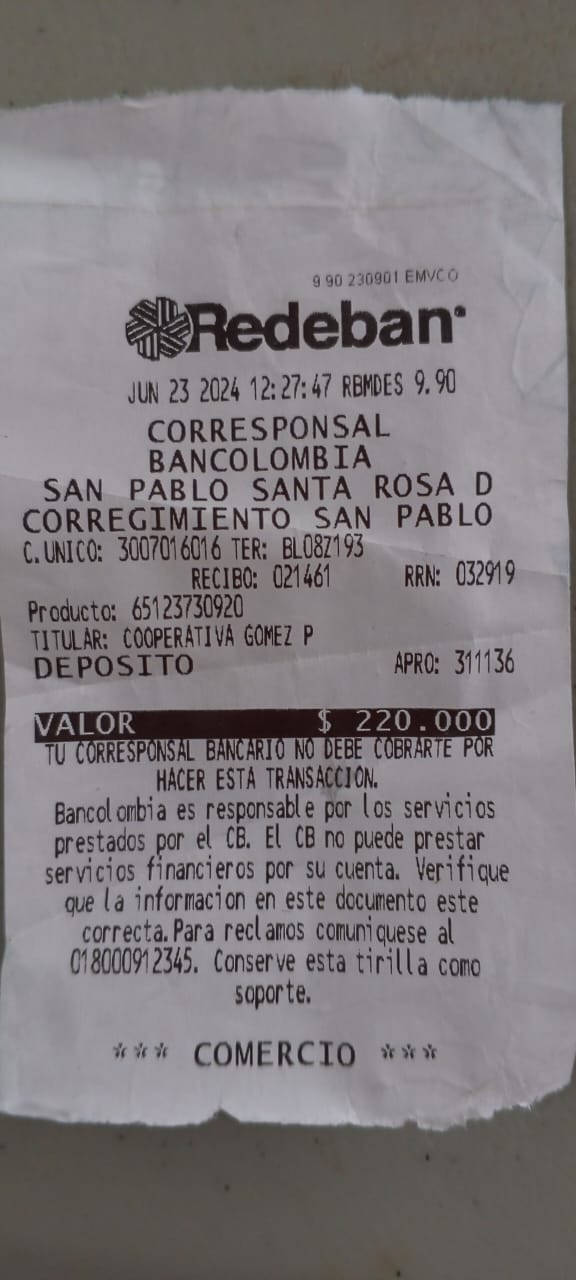 9 90 230901 EMVCO
Redeban
JUN 23 2024 12:27:47 RBMDES 9.90
CORRESPONSAL
BANCOLOMBIA
SAN PABLO SANTA ROSA D
CORREGIMIENTO SAN PABLO
C.UNICO: 3007016016 TER: BL08Z193
RECIBO: 021461 RRN: 032919
Producto: 65123730920
TITULAR: COOPERATIVA GOMEZ P
DEPOSITO APRO: 311136
VALOR $ 220.000
TU CORRESPONSAL BANCARIO NO DEBE COBRARTE POR
HACER ESTA TRANSACCION.
Bancolombia es responsable por los servicios
prestados por el CB. El CB no puede prestar
servicios financieros por su cuenta. Verifique
que la informacion en este documento este
correcta.Para reclamos comuniquese al
018000912345. Conserve esta tirilla como
soporte.
*** COMERCIO ***